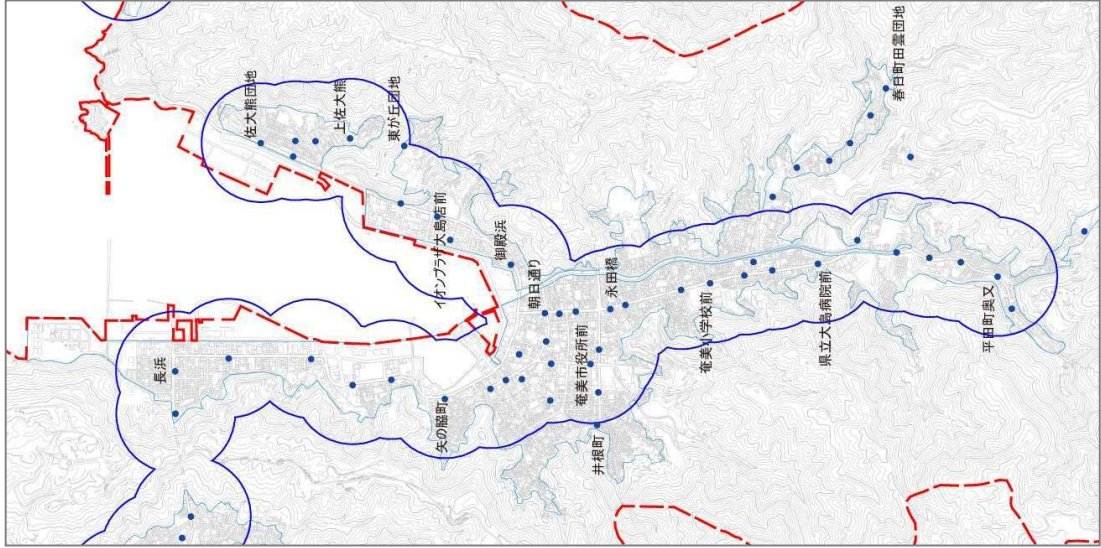 佐大熊団地
上佐大熊
東が丘団地
春日町田雲団地
イオンプラザ大島店前
御殿浜
朝日通り
永田橋
長浜
矢の脇町
奄美市役所前
井根町
奄美小学校前
県立大島病院前
平田町奥又